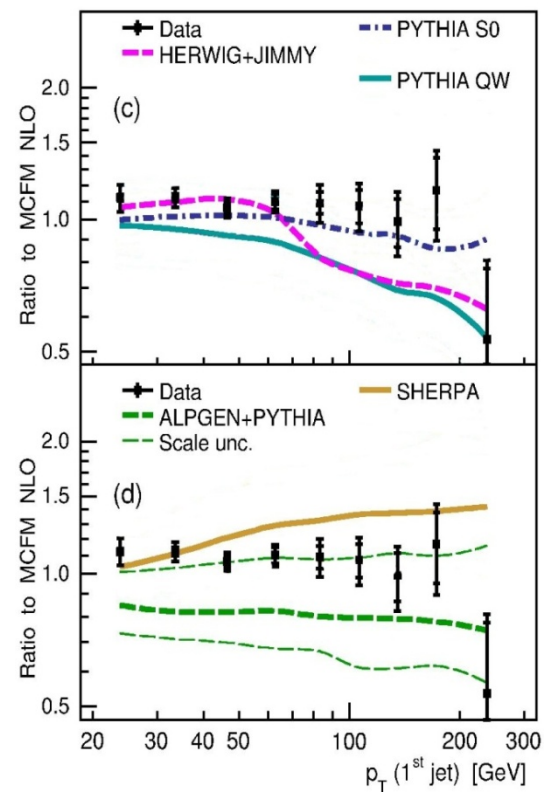 Data
PYTHIA S0
HERWIG+JIMMY
PYTHIA QW
(c)
2.0
1.5
1.0
0.5
Ratio to MCFM NLO
Data
SHERPA
ALPGEN+PYTHIA
Scale unc.
(d)
2.0
1.5
1.0
0.5
Ratio to MCFM NLO
20 30 40 50 100 200 300
p_T (1^st jet) [GeV]